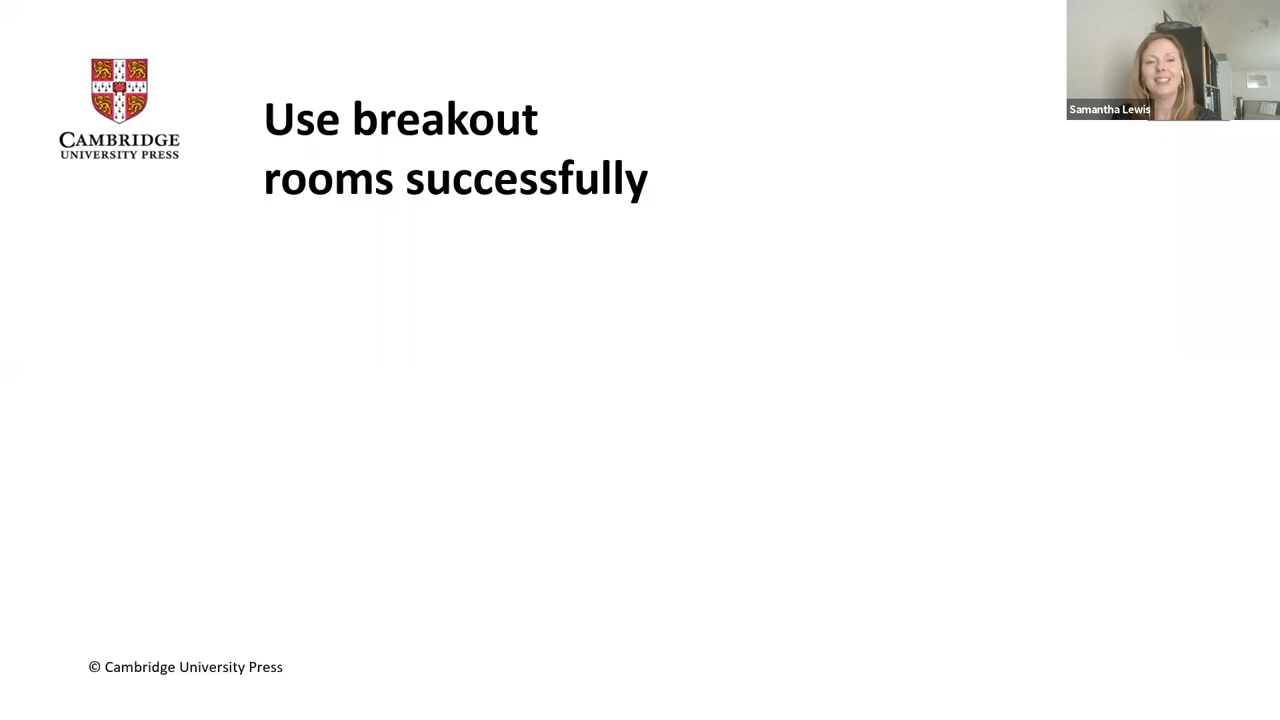 CAMBRIDGE
UNIVERSITY PRESS
Use breakout
rooms successfully
Samantha Lewis
© Cambridge University Press